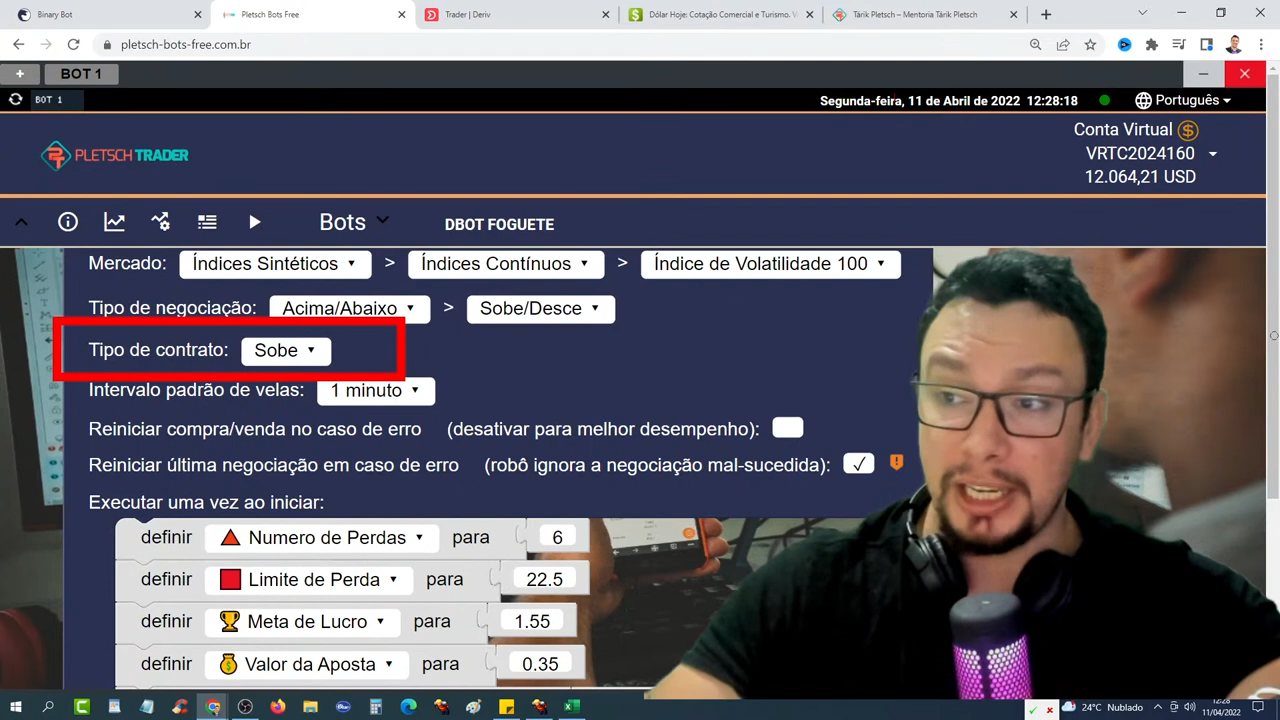 Binary Bot
Pletsch Bots Free
Trader | Deriv
Dólar Hoje: Cotação Comercial e Turismo. V
Tárik Pletsch – Mentoria Tárik Pletsch
pletsch-bots-free.com.br
BOT 1
BOT 1
Segunda-feira, 11 de Abril de 2022 12:28:18
Português
PLETSCH TRADER
Conta Virtual
VRTC2024160
12.064,21 USD
Bots
DBOT FOGUETE
Mercado: Índices Sintéticos > Índices Contínuos > Índice de Volatilidade 100
Tipo de negociação: Acima/Abaixo > Sobe/Desce
Tipo de contrato: Sobe
Intervalo padrão de velas: 1 minuto
Reiniciar compra/venda no caso de erro (desativar para melhor desempenho):
Reiniciar última negociação em caso de erro (robô ignora a negociação mal-sucedida):
Executar uma vez ao iniciar:
definir Numero de Perdas para 6
definir Limite de Perda para 22.5
definir Meta de Lucro para 1.55
definir Valor da Aposta para 0.35
24°C Nublado
12:28
11/04/2022